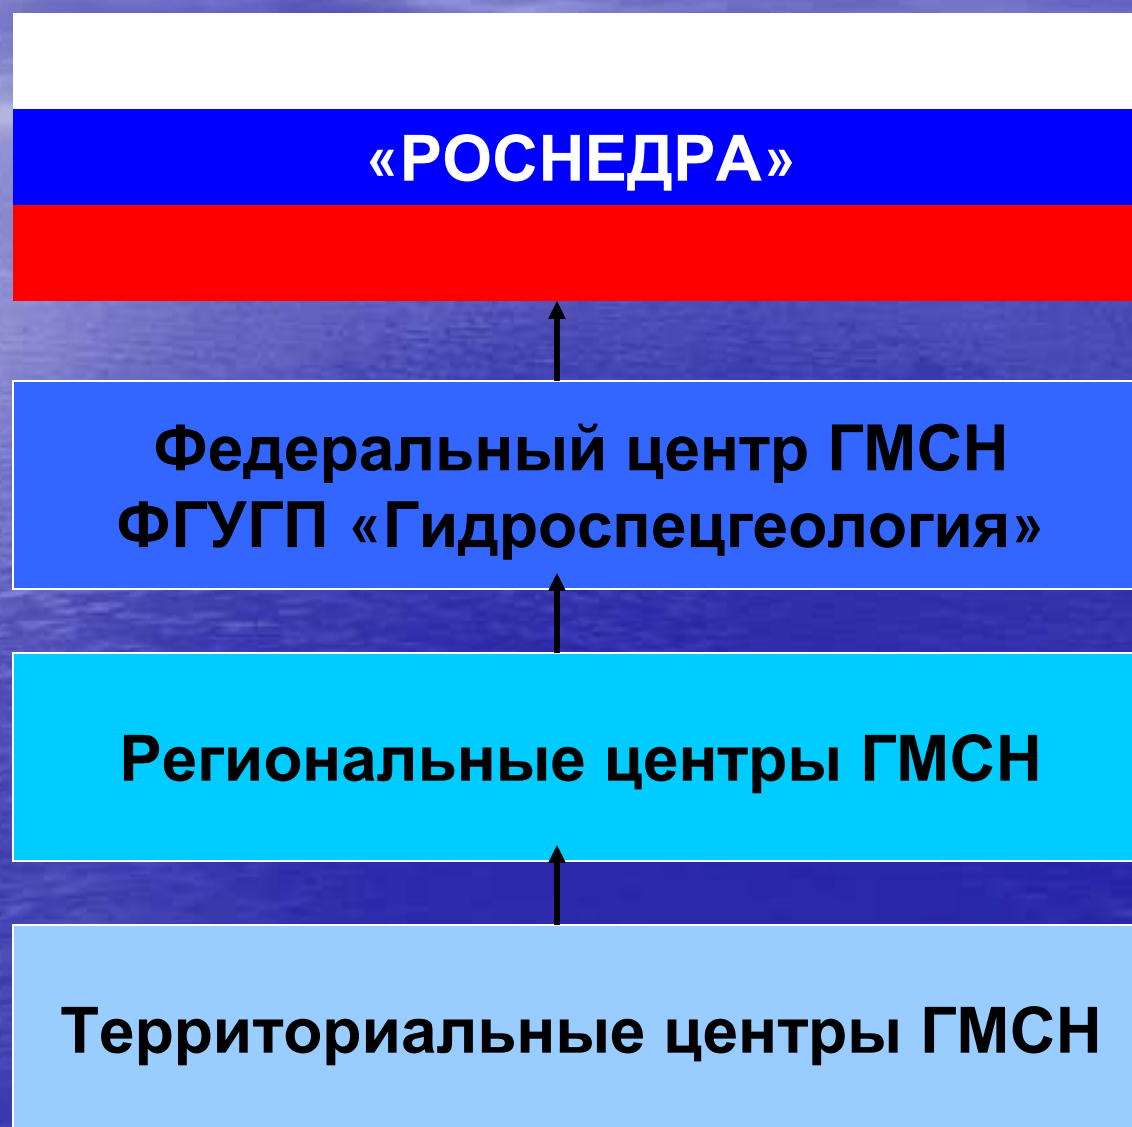 «РОСНЕДРА»
Федеральный центр ГМСН
ФГУГП «Гидроспецгеология»
Региональные центры ГМСН
Территориальные центры ГМСН